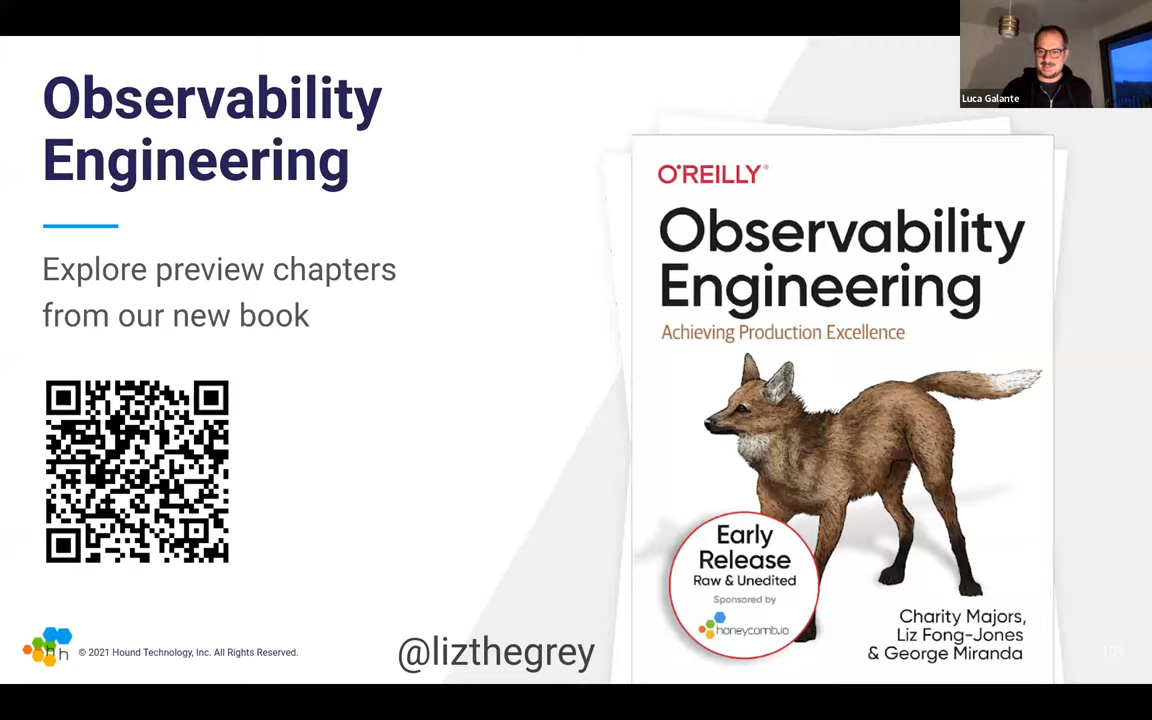 Observability
Engineering
Explore preview chapters
from our new book
© 2021 Hound Technology, Inc. All Rights Reserved.
@lizthegrey
Luca Galante
O'REILLY®
Observability
Engineering
Achieving Production Excellence
Early
Release
Raw & Unedited
Sponsored by
honeycomb.io
Charity Majors,
Liz Fong-Jones
& George Miranda